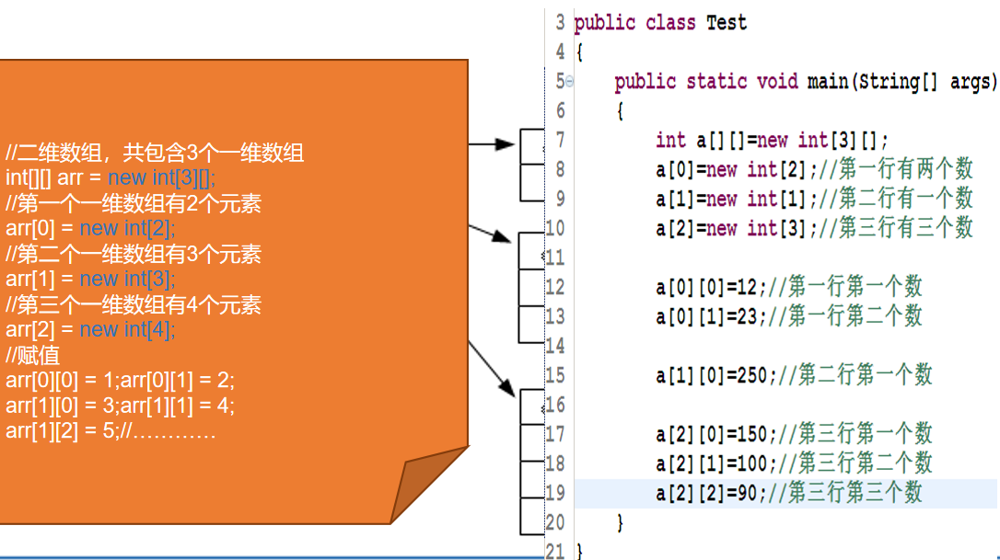 //二维数组，共包含3个一维数组
int[][] arr = new int[3][];
//第一个一维数组有2个元素
arr[0] = new int[2];
//第二个一维数组有3个元素
arr[1] = new int[3];
//第三个一维数组有4个元素
arr[2] = new int[4];
//赋值
arr[0][0] = 1;arr[0][1] = 2;
arr[1][0] = 3;arr[1][1] = 4;
arr[1][2] = 5;//…………
3 public class Test
4 {
5 public static void main(String[] args)
6 {
7 int a[][]=new int[3][];
8 a[0]=new int[2];//第一行有两个数
9 a[1]=new int[1];//第二行有一个数
10 a[2]=new int[3];//第三行有三个数
11
12 a[0][0]=12;//第一行第一个数
13 a[0][1]=23;//第一行第二个数
14
15 a[1][0]=250;//第二行第一个数
16
17 a[2][0]=150;//第三行第一个数
18 a[2][1]=100;//第三行第二个数
19 a[2][2]=90;//第三行第三个数
20 }
21 }